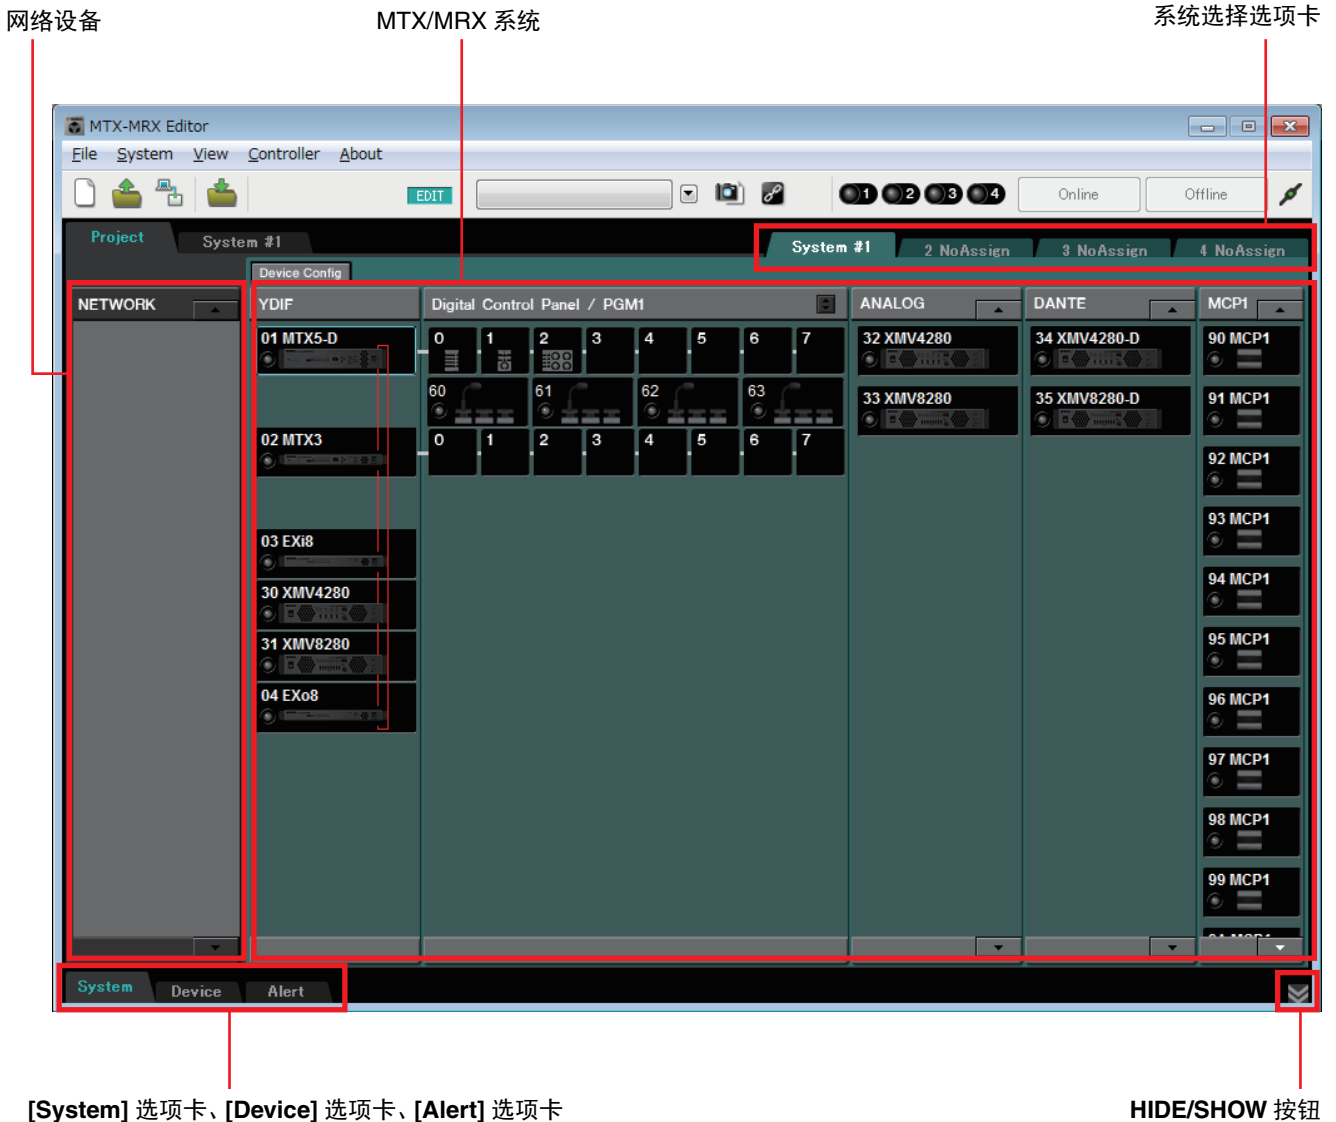 网络设备
MTX/MRX 系统
系统选择选项卡
MTX-MRX Editor
File System View Controller About
EDIT
1 2 3 4
Online
Offline
Project
System #1
System #1
2 NoAssign
3 NoAssign
4 NoAssign
Device Config
NETWORK
YDIF
Digital Control Panel / PGM1
ANALOG
DANTE
MCP1
01 MTX5-D
0 1 2 3 4 5 6 7
32 XMV4280
34 XMV4280-D
90 MCP1
60 61 62 63
33 XMV8280
35 XMV8280-D
91 MCP1
02 MTX3
0 1 2 3 4 5 6 7
92 MCP1
93 MCP1
03 EXi8
94 MCP1
30 XMV4280
95 MCP1
31 XMV8280
96 MCP1
04 EXo8
97 MCP1
98 MCP1
99 MCP1
System
Device
Alert
[System] 选项卡、[Device] 选项卡、[Alert] 选项卡
HIDE/SHOW 按钮